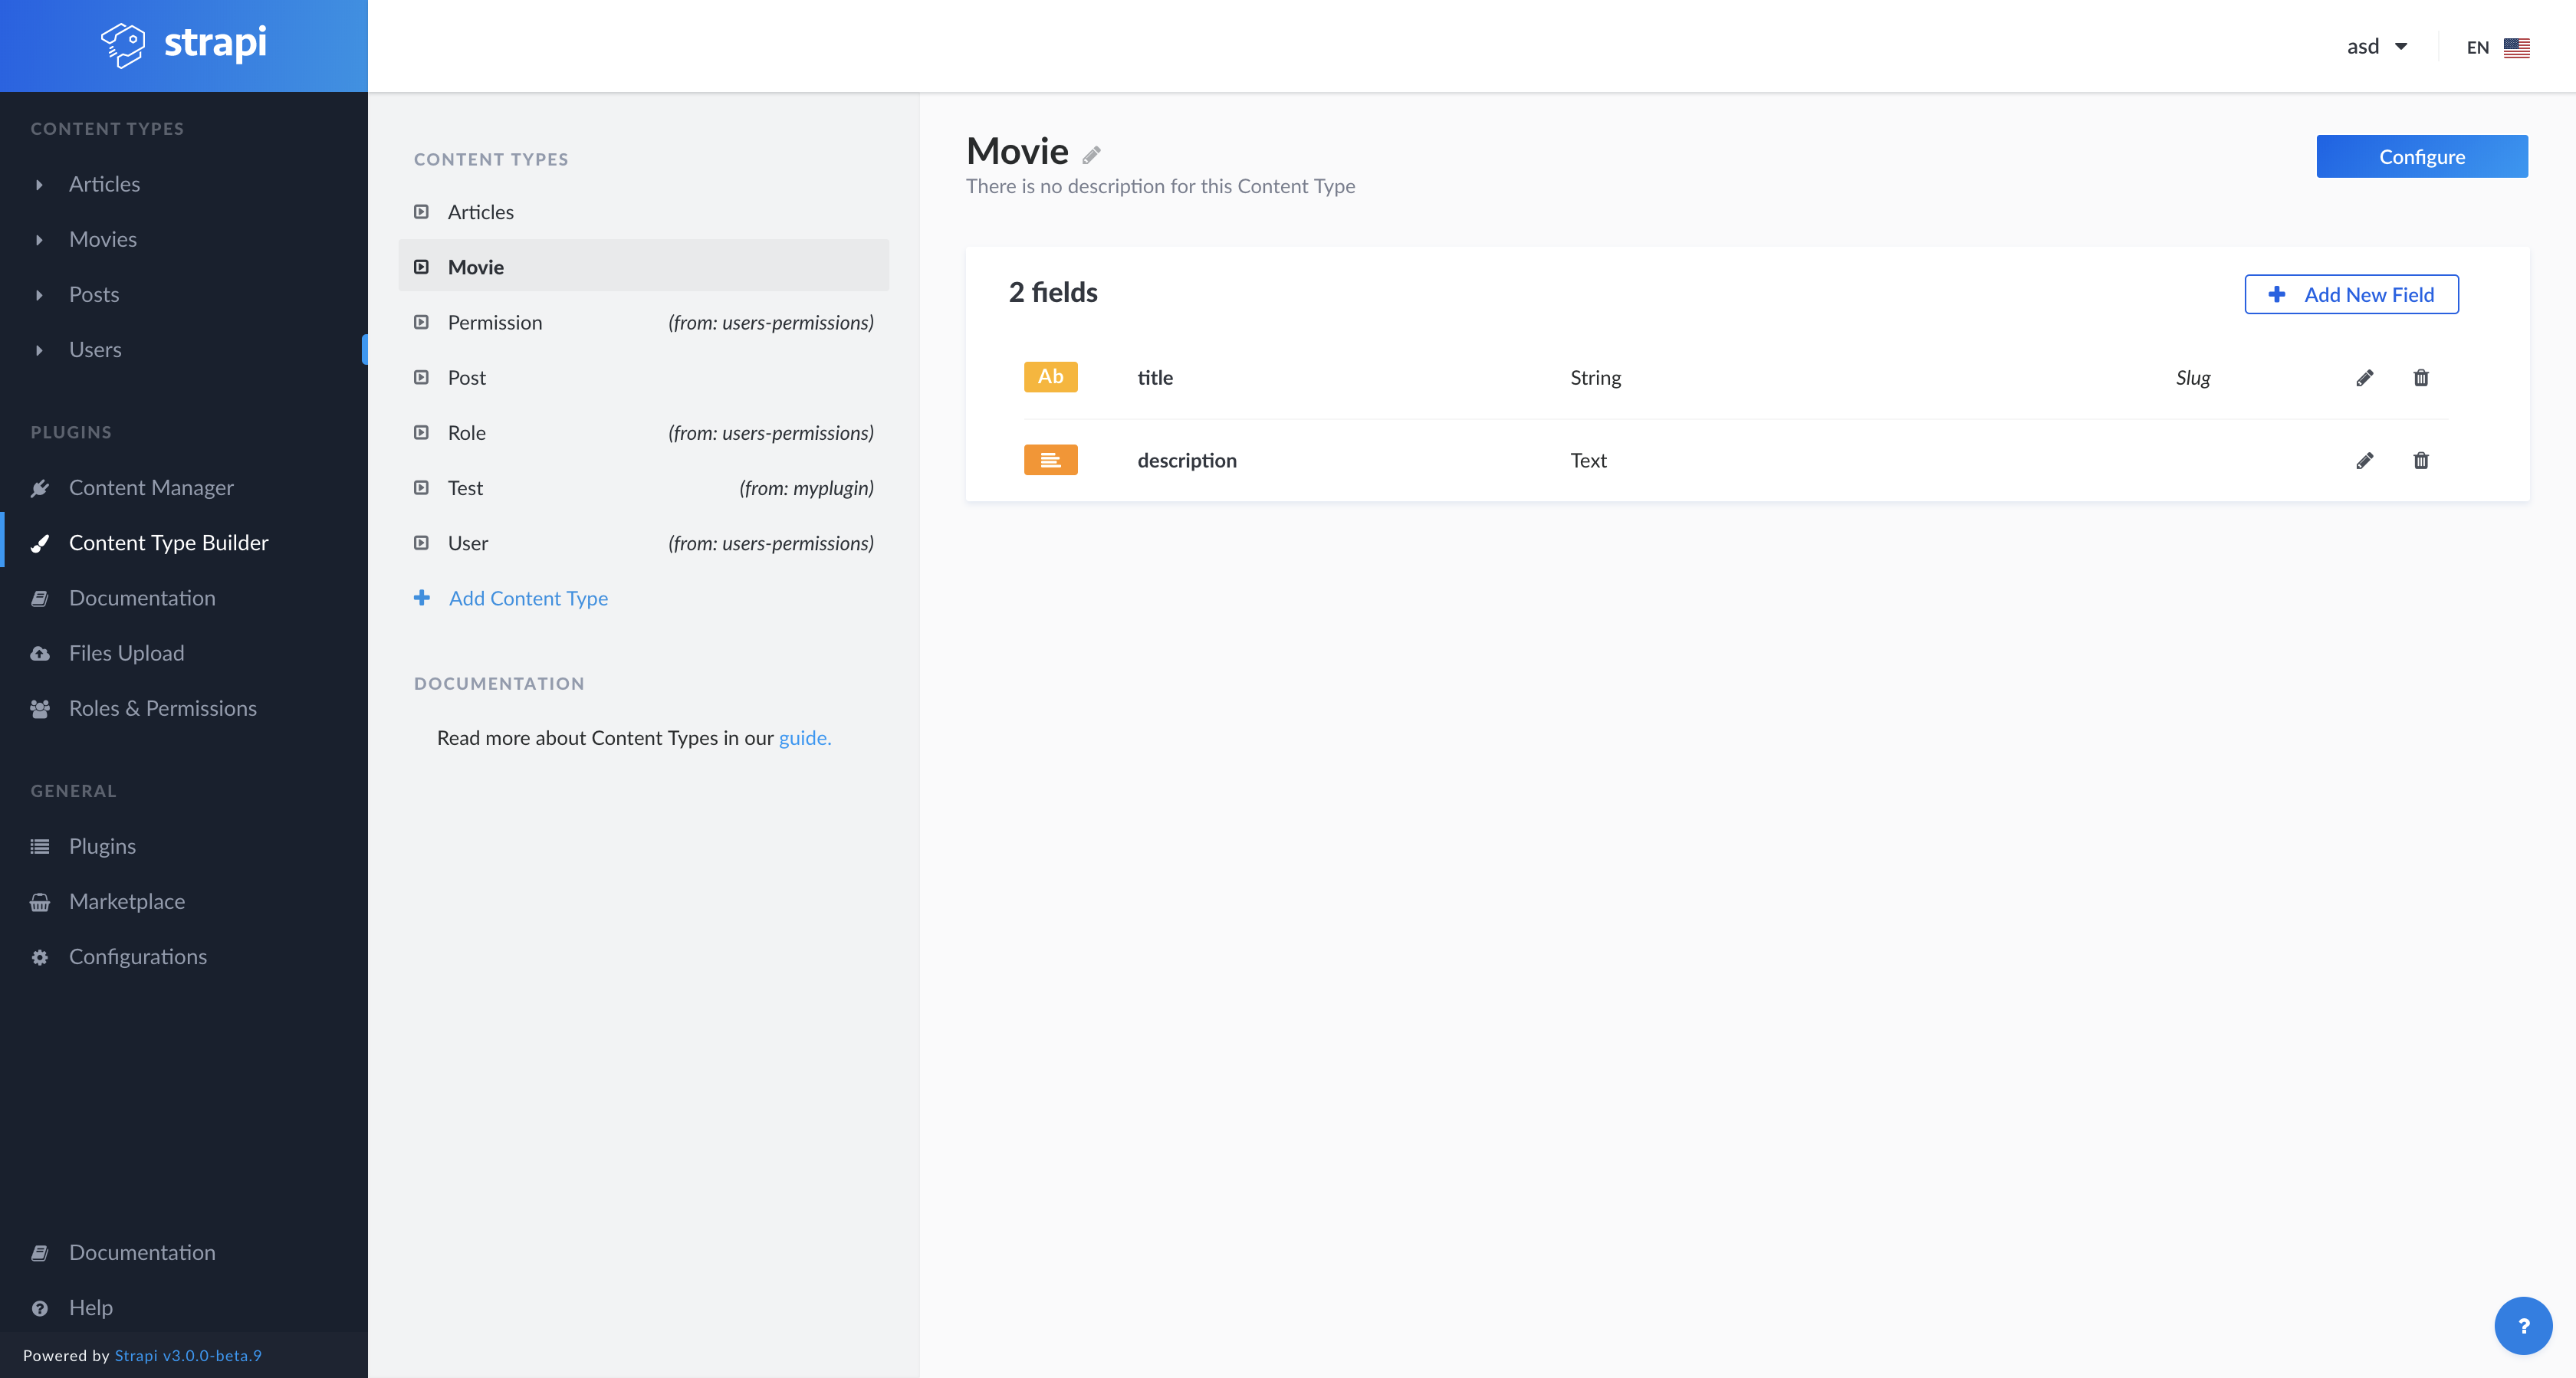 strapi
asd
EN
CONTENT TYPES
Articles
Movies
Posts
Users
PLUGINS
Content Manager
Content Type Builder
Documentation
Files Upload
Roles & Permissions
GENERAL
Plugins
Marketplace
Configurations
Documentation
Help
Powered by Strapi v3.0.0-beta.9
CONTENT TYPES
Articles
Movie
Permission (from: users-permissions)
Post
Role (from: users-permissions)
Test (from: myplugin)
User (from: users-permissions)
Add Content Type
DOCUMENTATION
Read more about Content Types in our guide.
Movie
There is no description for this Content Type
Configure
2 fields
Add New Field
Ab title String Slug
description Text
?